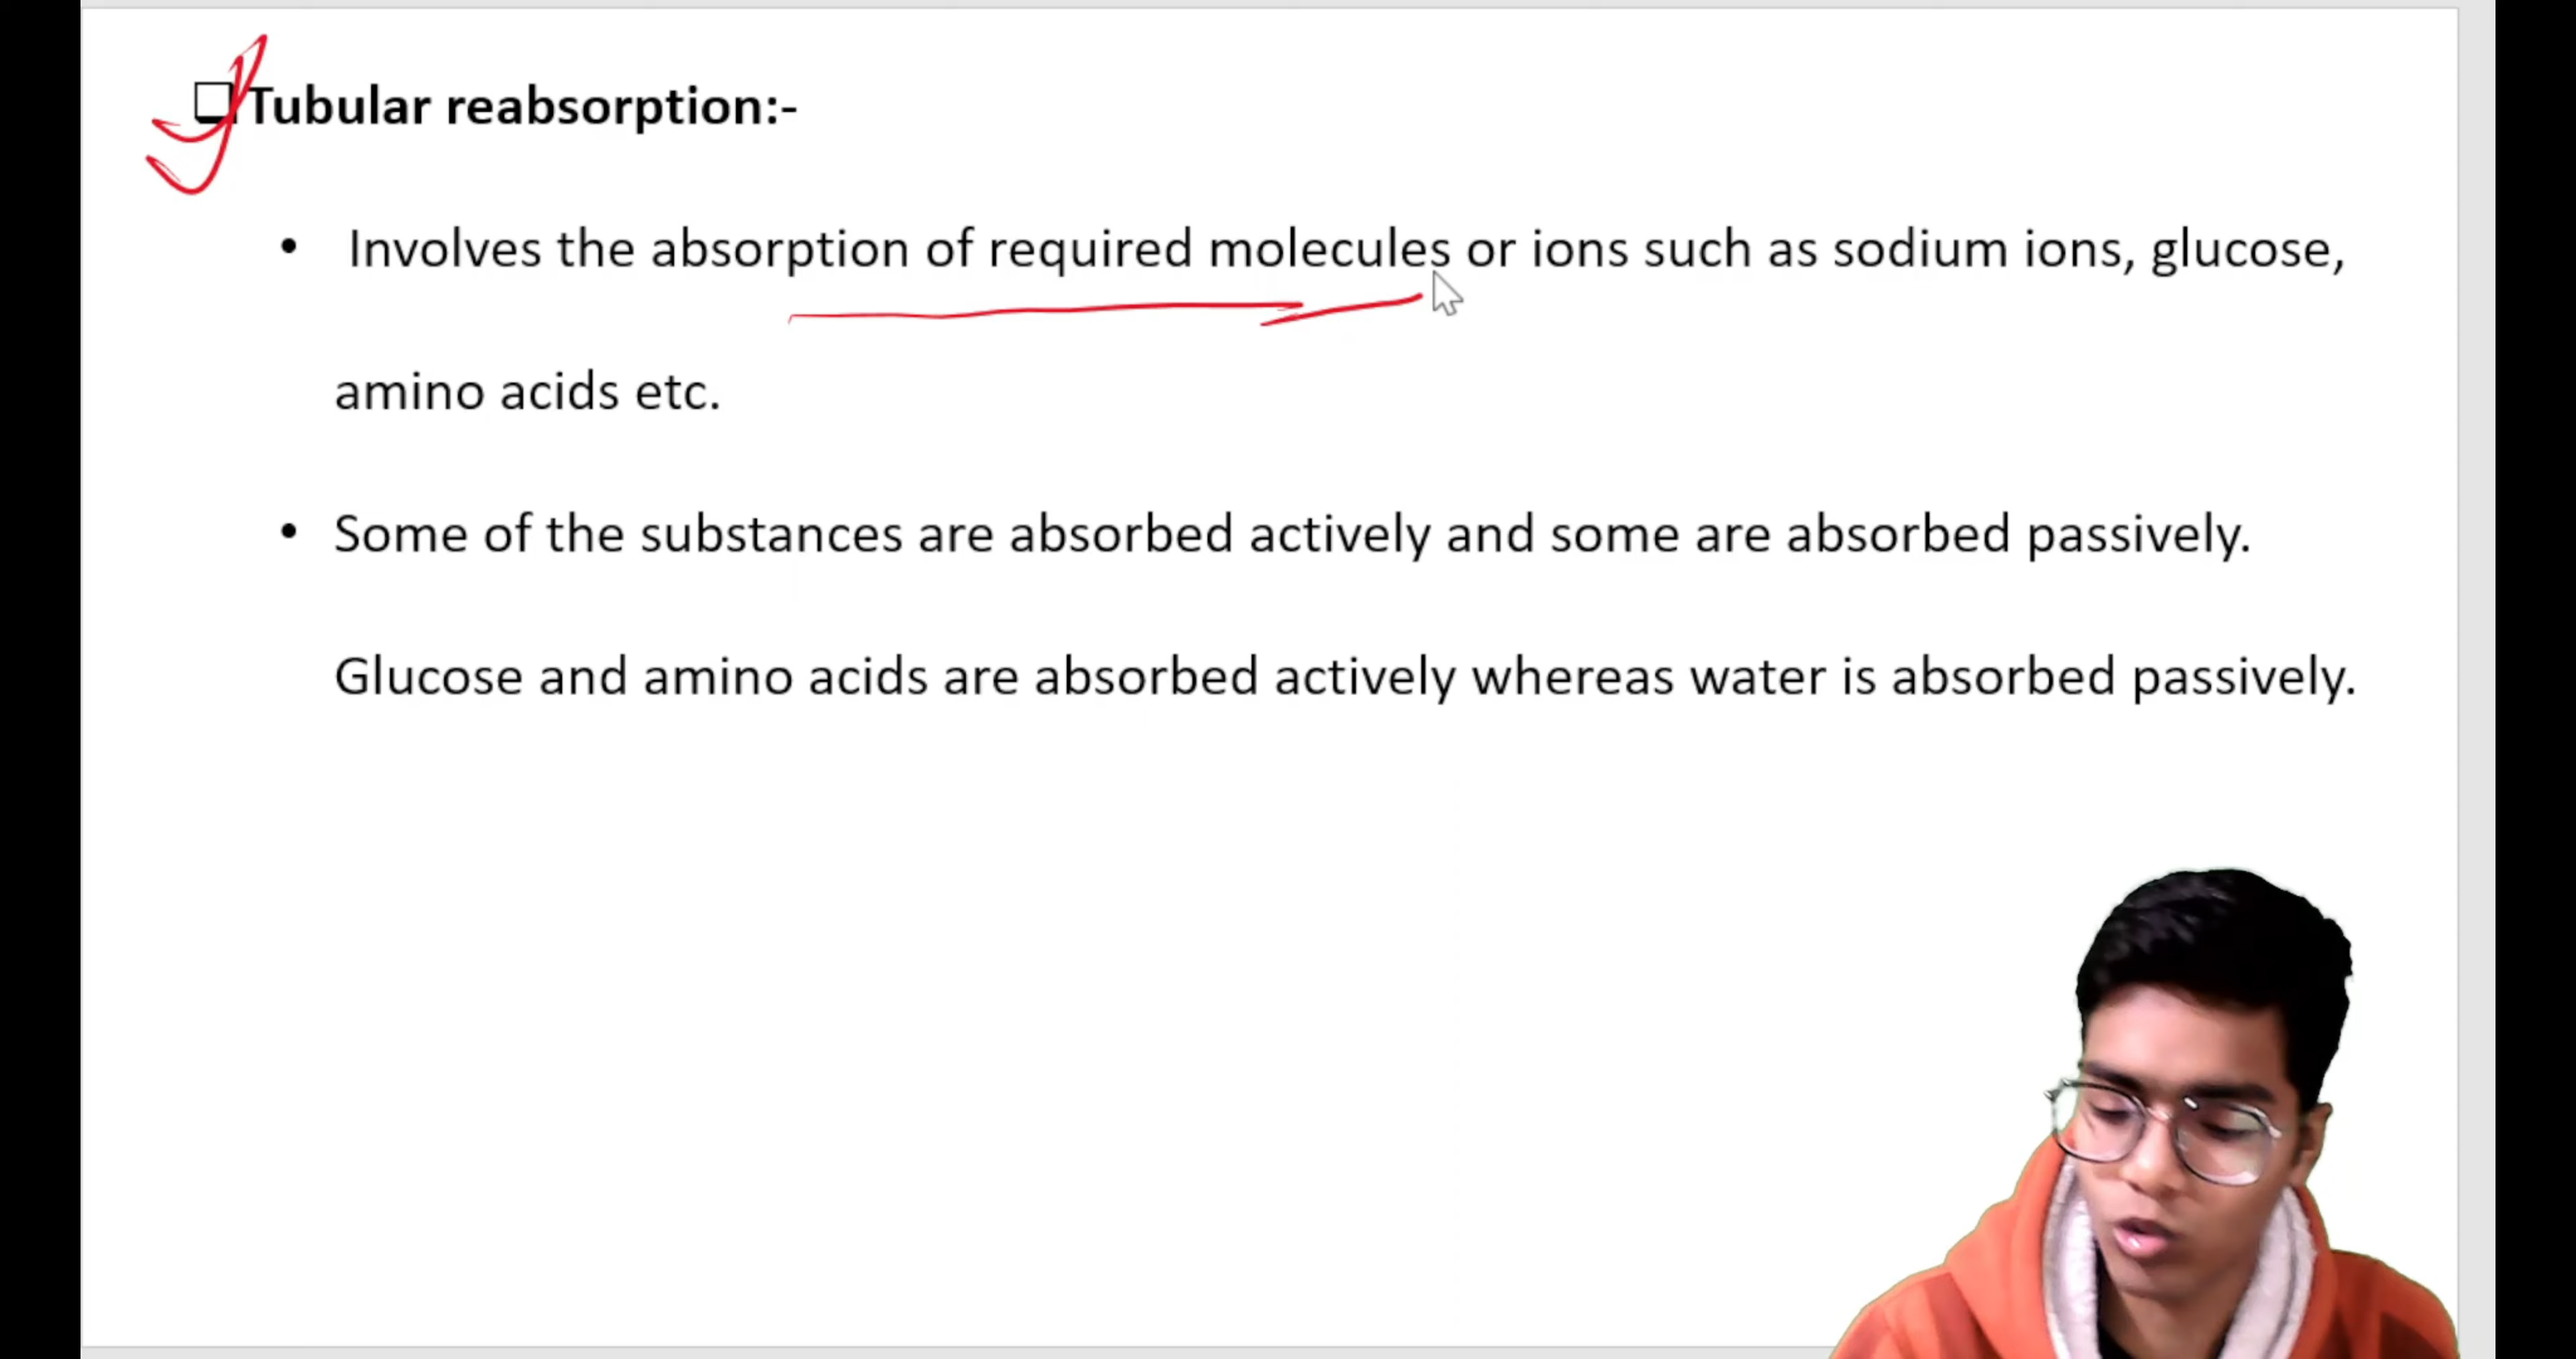 Tubular reabsorption:-
• Involves the absorption of required molecules or ions such as sodium ions, glucose,
amino acids etc.
• Some of the substances are absorbed actively and some are absorbed passively.
Glucose and amino acids are absorbed actively whereas water is absorbed passively.